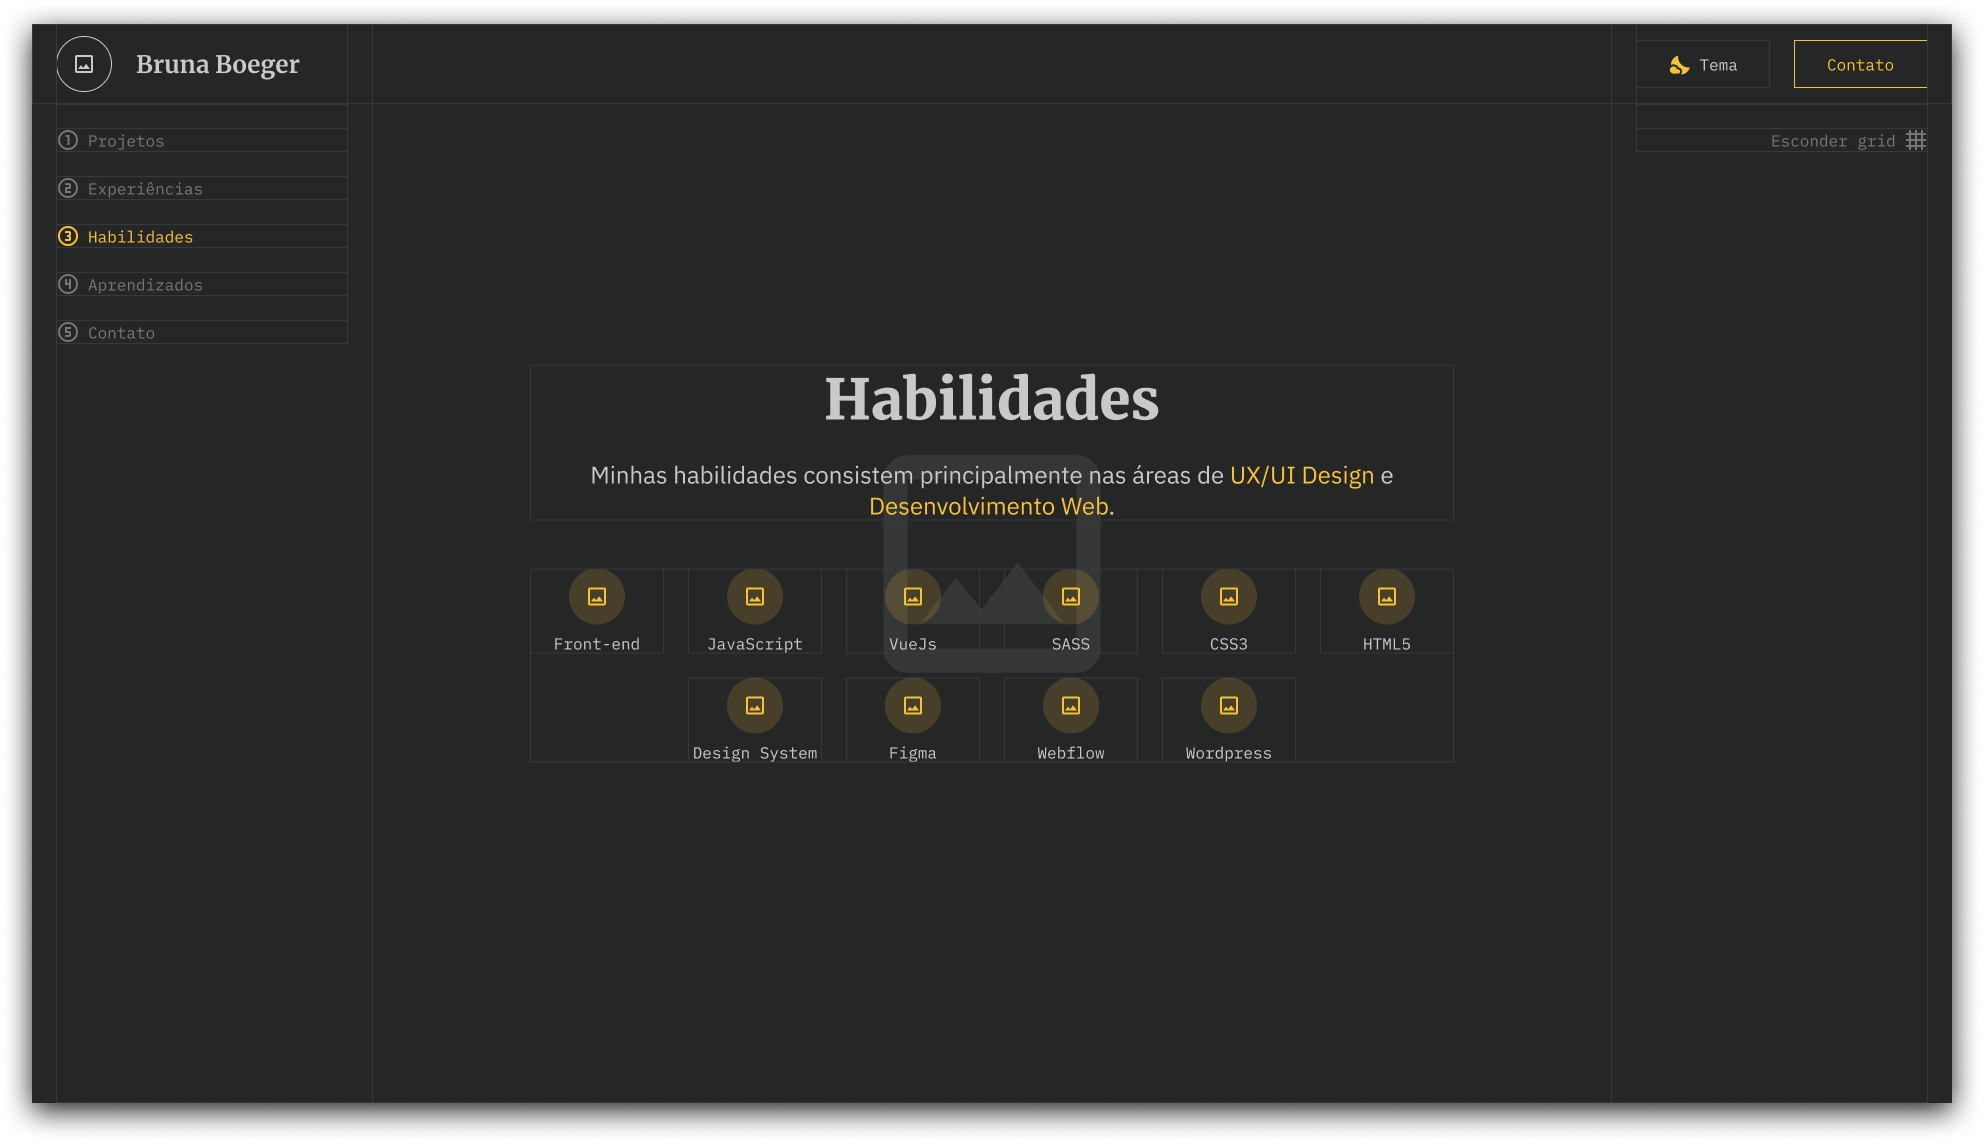 Bruna Boeger
Tema
Contato
1 Projetos
2 Experiências
3 Habilidades
4 Aprendizados
5 Contato
Esconder grid
Habilidades
Minhas habilidades consistem principalmente nas áreas de UX/UI Design e
Desenvolvimento Web.
Front-end
JavaScript
VueJs
SASS
CSS3
HTML5
Design System
Figma
Webflow
Wordpress